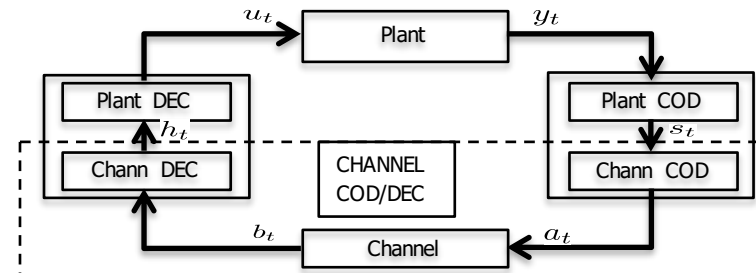 u_t
Plant
y_t
Plant DEC
Plant COD
h_t
s_t
Chann DEC
CHANNEL
COD/DEC
Chann COD
b_t
Channel
a_t